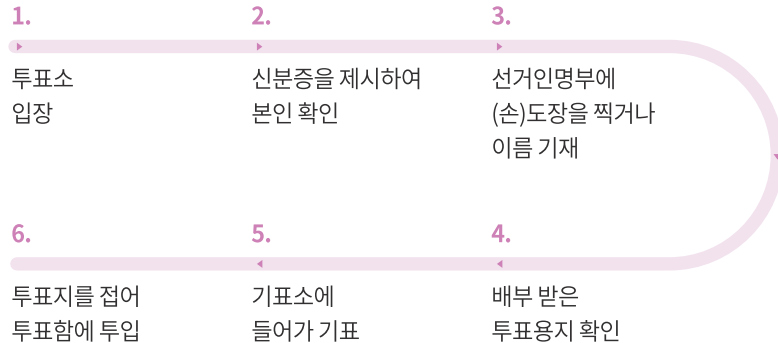 1.
투표소
입장
2.
신분증을 제시하여
본인 확인
3.
선거인명부에
(손)도장을 찍거나
이름 기재
4.
배부 받은
투표용지 확인
5.
기표소에
들어가 기표
6.
투표지를 접어
투표함에 투입